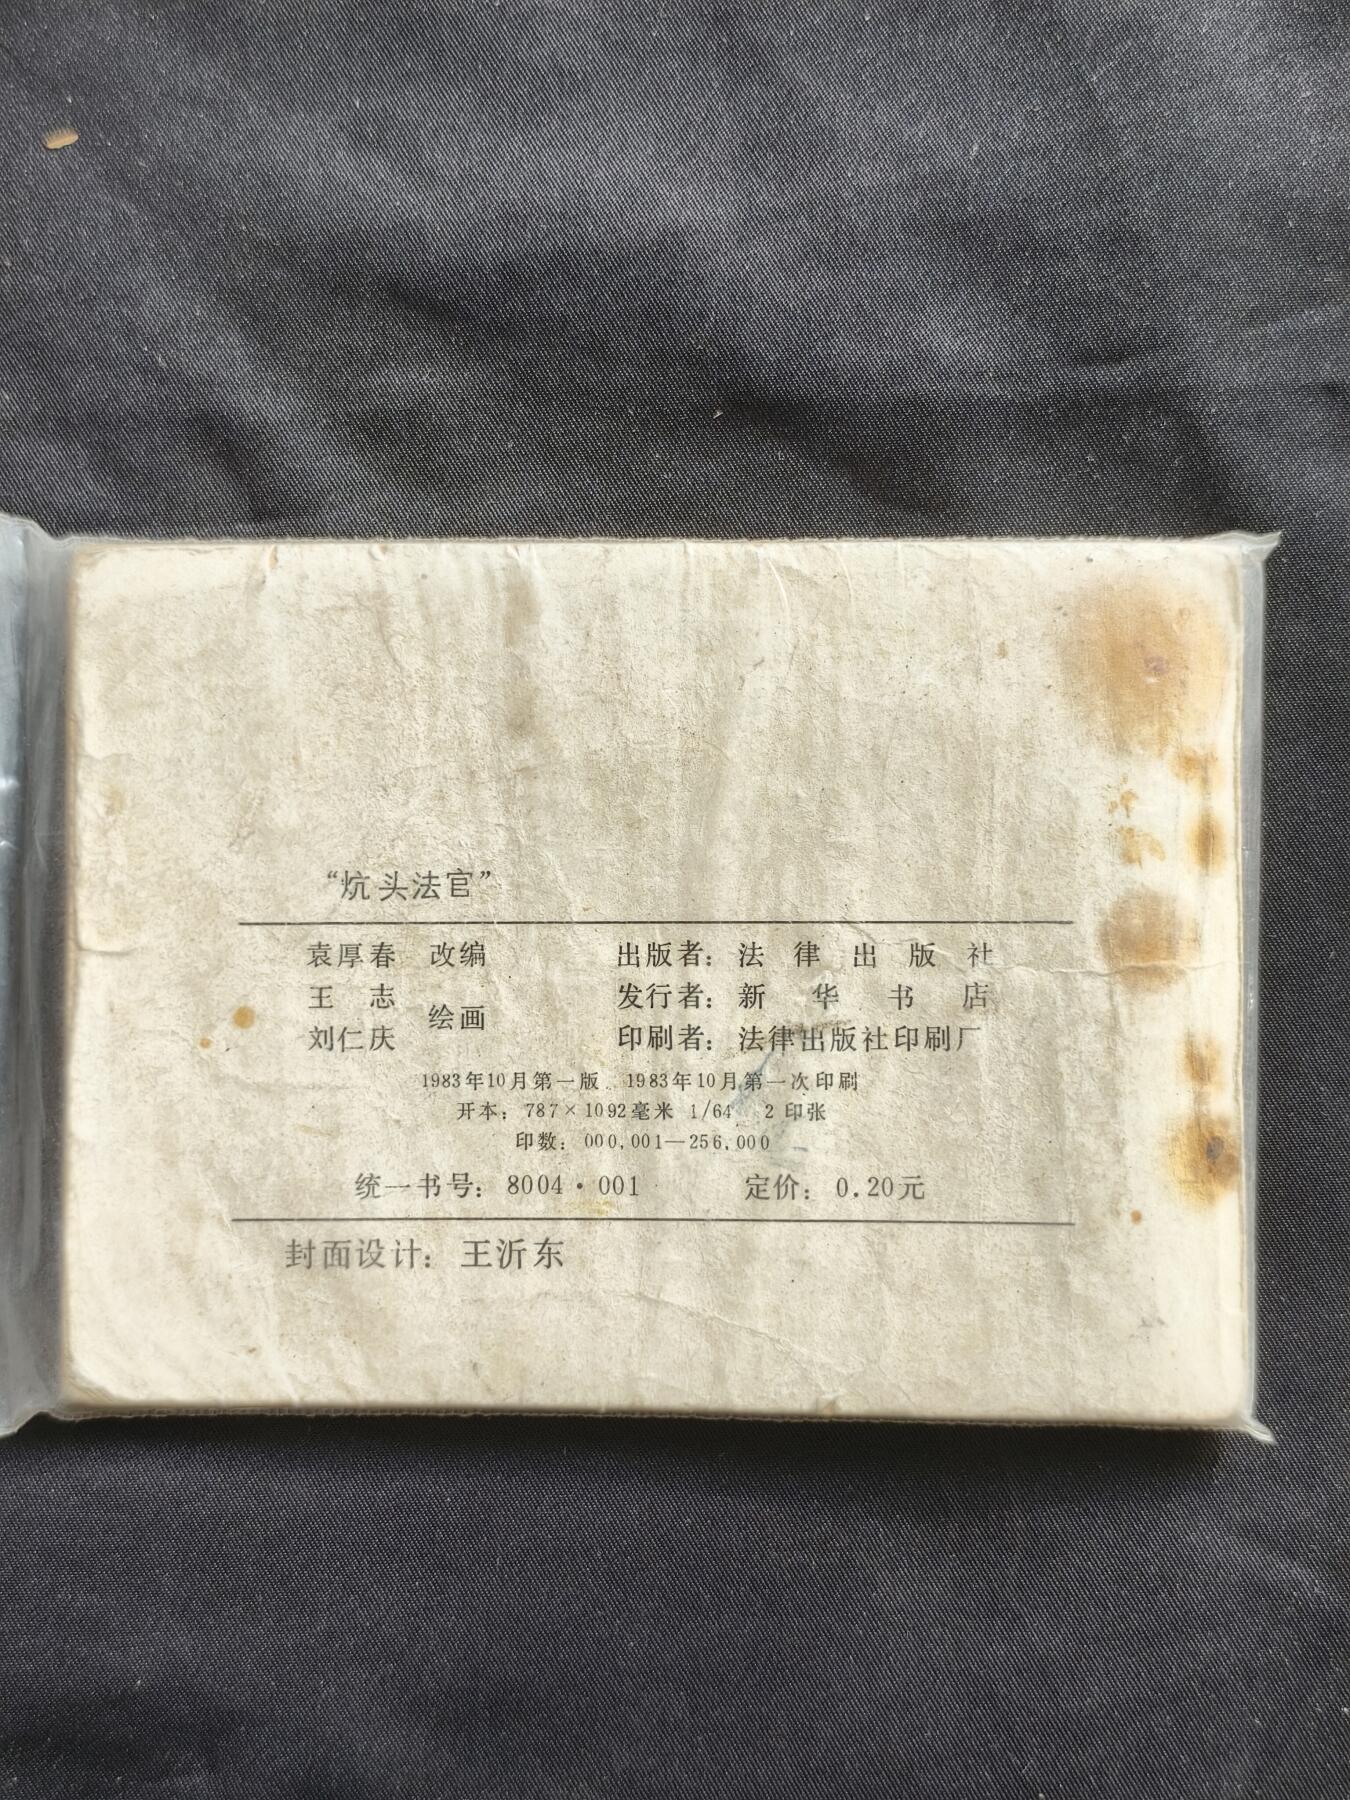 “炕头法官”
袁厚春 改编
王 志
绘画
刘仁庆
出版者：法律出版社
发行者：新华书店
印刷者：法律出版社印刷厂
1983年10月第一版 1983年10月第一次印刷
开本：787×1092毫米 1/64 2印张
印数：000,001—256,000
统一书号：8004·001 定价：0.20元
封面设计：王沂东